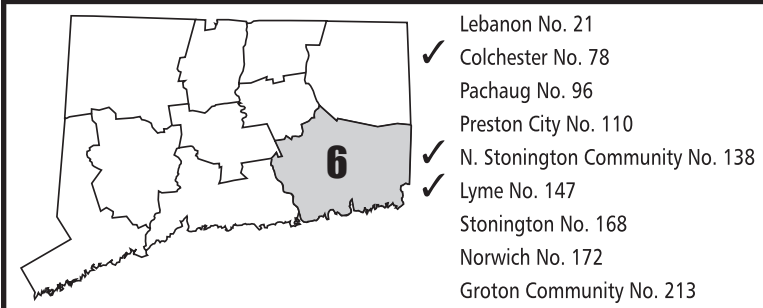 6
Lebanon No. 21
✓ Colchester No. 78
Pachaug No. 96
Preston City No. 110
✓ N. Stonington Community No. 138
✓ Lyme No. 147
Stonington No. 168
Norwich No. 172
Groton Community No. 213